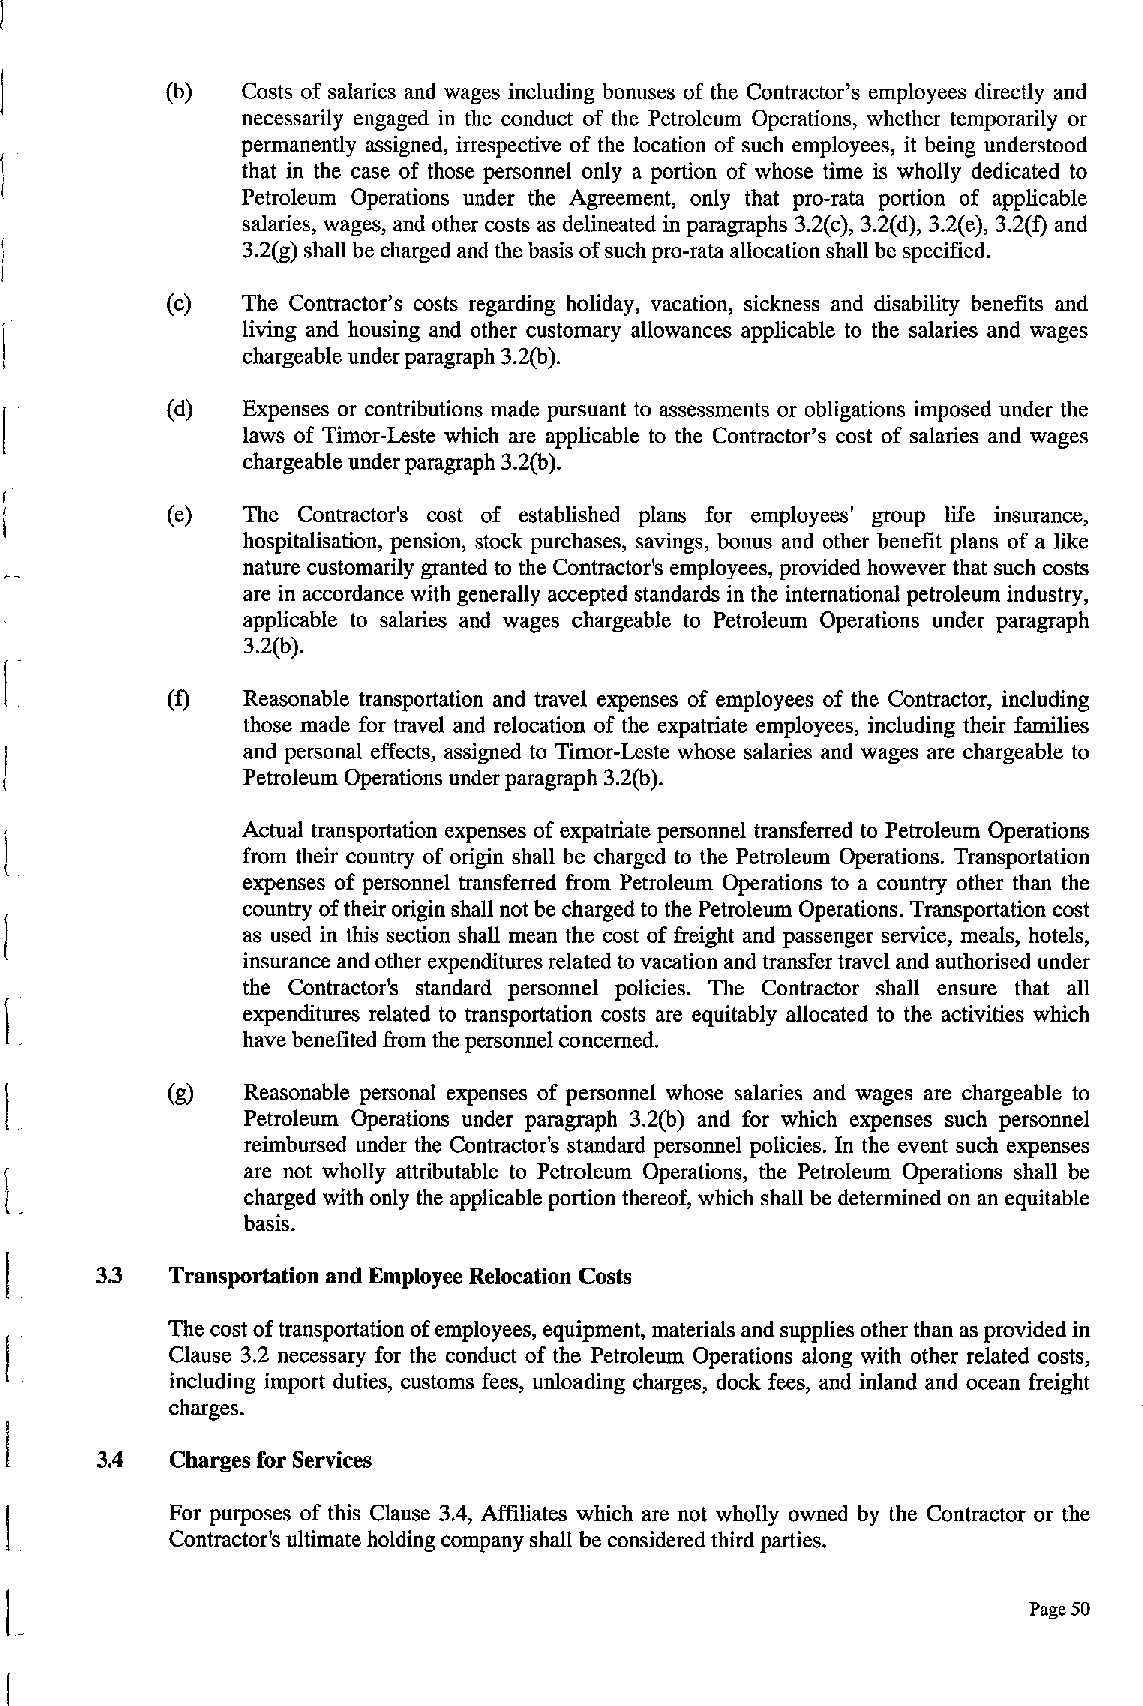 (b) Costs of salaries and wages including bonuses of the Contractor's employees directly and
necessarily engaged in the conduct of the Petroleum Operations, whether temporarily or
permanently assigned, irrespective of the location of such employees, it being understood
that in the case of those personnel only a portion of whose time is wholly dedicated to
Petroleum Operations under the Agreement, only that pro-rata portion of applicable
salaries, wages, and other costs as delineated in paragraphs 3.2(c), 3.2(d), 3.2(e), 3.2(f) and
3.2(g) shall be charged and the basis of such pro-rata allocation shall be specified.
(c) The Contractor's costs regarding holiday, vacation, sickness and disability benefits and
living and housing and other customary allowances applicable to the salaries and wages
chargeable under paragraph 3.2(b).
(d) Expenses or contributions made pursuant to assessments or obligations imposed under the
laws of Timor-Leste which are applicable to the Contractor's cost of salaries and wages
chargeable under paragraph 3.2(b).
(e) The Contractor's cost of established plans for employees' group life insurance,
hospitalisation, pension, stock purchases, savings, bonus and other benefit plans of a like
nature customarily granted to the Contractor's employees, provided however that such costs
are in accordance with generally accepted standards in the international petroleum industry,
applicable to salaries and wages chargeable to Petroleum Operations under paragraph
3.2(b).
(f) Reasonable transportation and travel expenses of employees of the Contractor, including
those made for travel and relocation of the expatriate employees, including their families
and personal effects, assigned to Timor-Leste whose salaries and wages are chargeable to
Petroleum Operations under paragraph 3.2(b).
Actual transportation expenses of expatriate personnel transferred to Petroleum Operations
from their country of origin shall be charged to the Petroleum Operations. Transportation
expenses of personnel transferred from Petroleum Operations to a country other than the
country of their origin shall not be charged to the Petroleum Operations. Transportation cost
as used in this section shall mean the cost of freight and passenger service, meals, hotels,
insurance and other expenditures related to vacation and transfer travel and authorised under
the Contractor's standard personnel policies. The Contractor shall ensure that all
expenditures related to transportation costs are equitably allocated to the activities which
have benefited from the personnel concerned.
(g) Reasonable personal expenses of personnel whose salaries and wages are chargeable to
Petroleum Operations under paragraph 3.2(b) and for which expenses such personnel
reimbursed under the Contractor's standard personnel policies. In the event such expenses
are not wholly attributable to Petroleum Operations, the Petroleum Operations shall be
charged with only the applicable portion thereof, which shall be determined on an equitable
basis.
3.3 Transportation and Employee Relocation Costs
The cost of transportation of employees, equipment, materials and supplies other than as provided in
Clause 3.2 necessary for the conduct of the Petroleum Operations along with other related costs,
including import duties, customs fees, unloading charges, dock fees, and inland and ocean freight
charges.
3.4 Charges for Services
For purposes of this Clause 3.4, Affiliates which are not wholly owned by the Contractor or the
Contractor's ultimate holding company shall be considered third parties.
Page 50